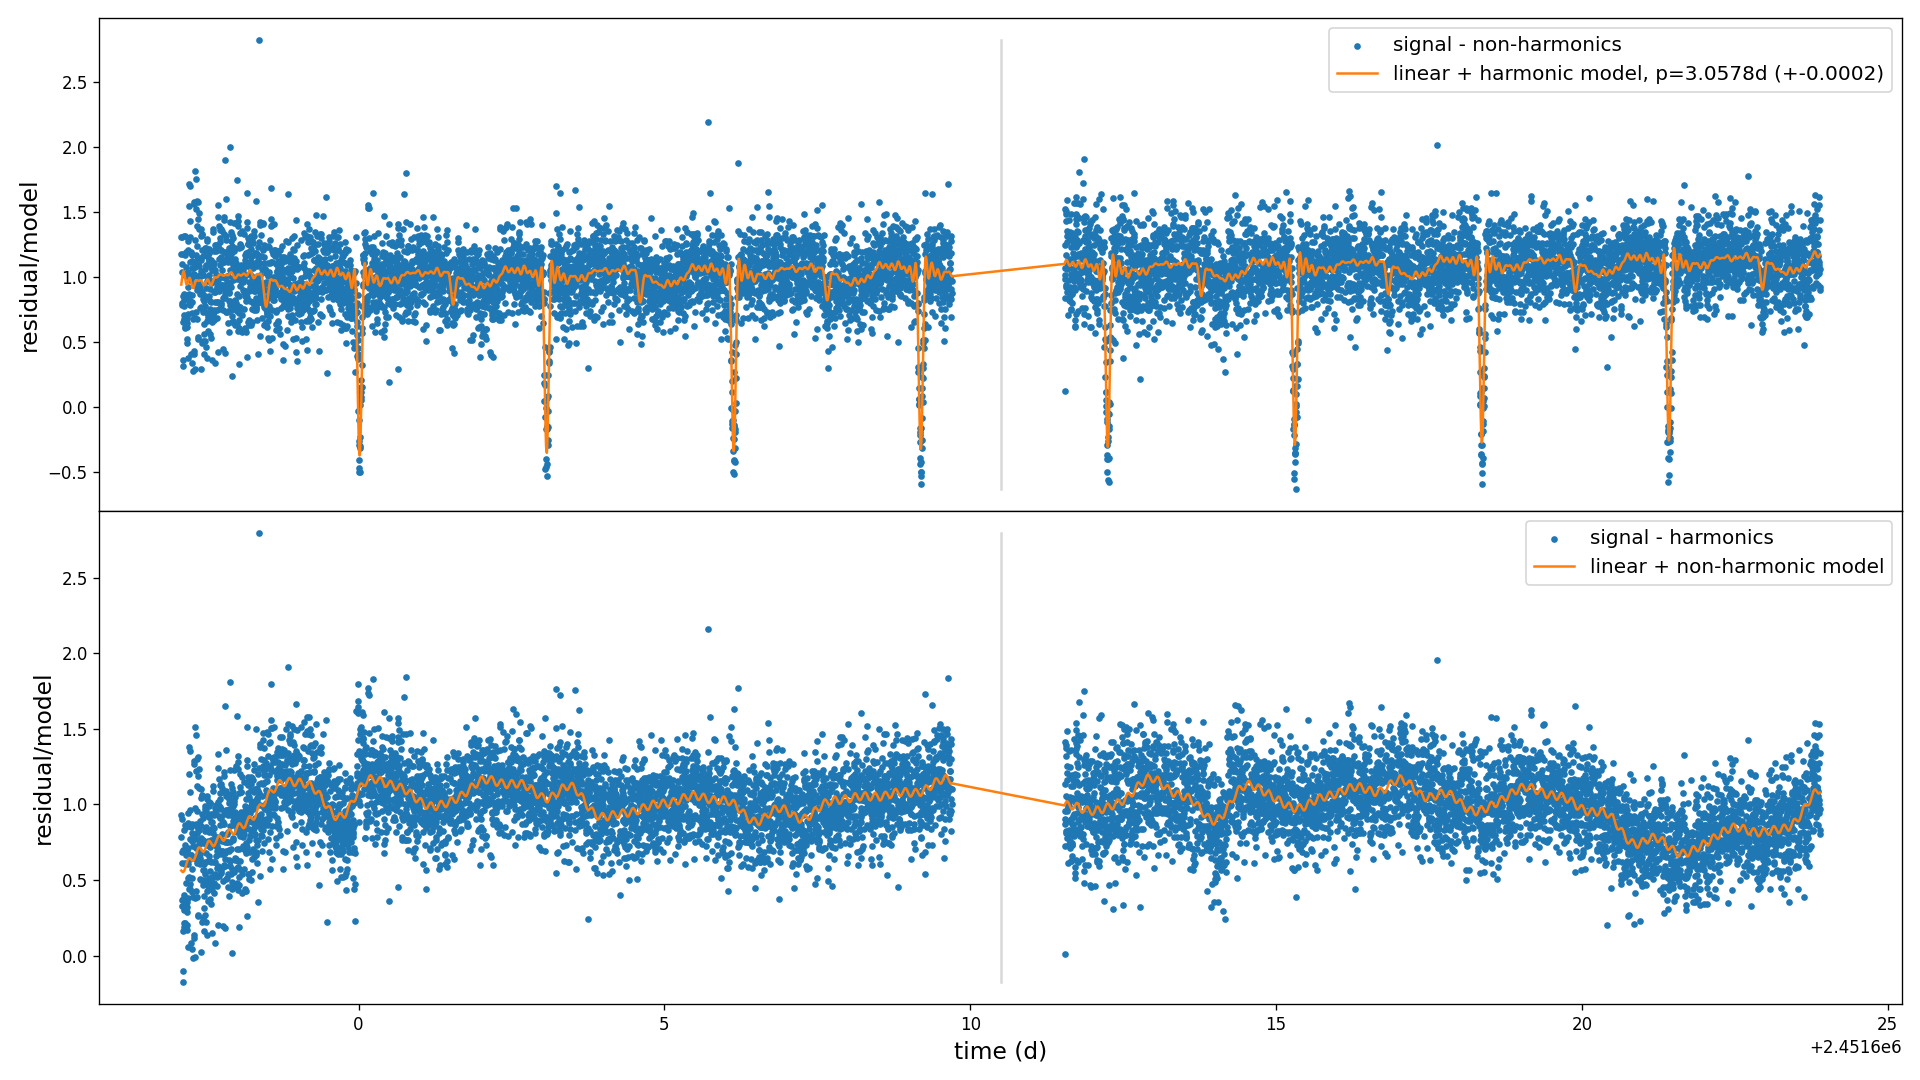 signal - non-harmonics
linear + harmonic model, p=3.0578d (+-0.0002)
residual/model
2.5
2.0
1.5
1.0
0.5
0.0
−0.5
signal - harmonics
linear + non-harmonic model
residual/model
2.5
2.0
1.5
1.0
0.5
0.0
0 5 10 15 20 25
time (d)
+2.4516e6